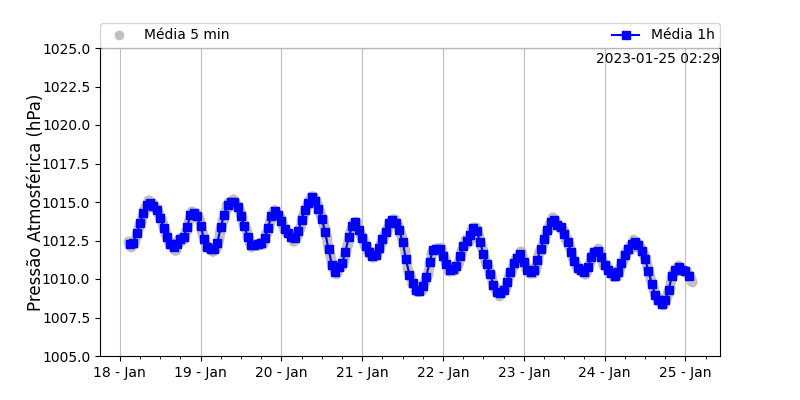 Média 5 min
Média 1h
2023-01-25 02:29
Pressão Atmosférica (hPa)
1025.0
1022.5
1020.0
1017.5
1015.0
1012.5
1010.0
1007.5
1005.0
18 - Jan
19 - Jan
20 - Jan
21 - Jan
22 - Jan
23 - Jan
24 - Jan
25 - Jan